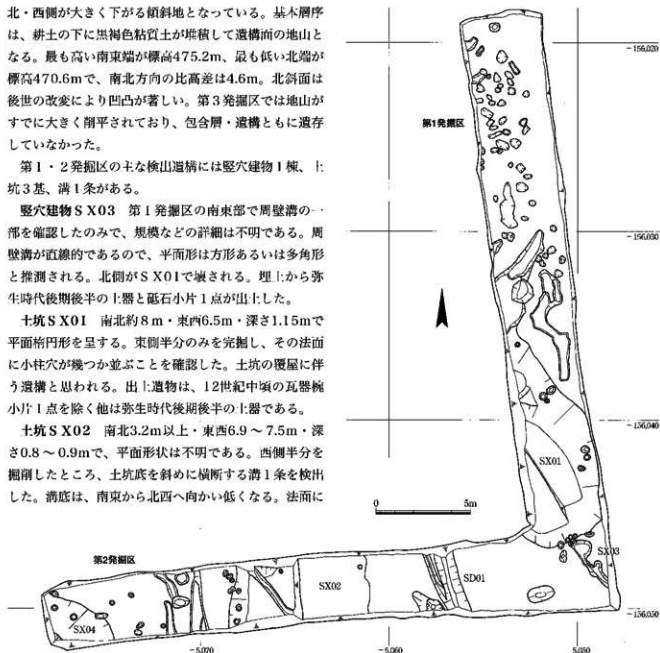 北・西側が大きく下がる傾斜地となっている。基本層序
は、耕土の下に黒褐色粘質土が堆積して遺構面の地山と
なる。最も高い南東端が標高475.2m、最も低い北端が
標高470.6mで、南北方向の比高差は4.6m。北斜面は
後世の改変により凹凸が著しい。第3発掘区では地山が
すでに大きく削平されており、包含層・遺構ともに遺存
していなかった。
第1・2発掘区の主な検出遺構には竪穴建物1棟、土
坑3基、溝1条がある。
竪穴建物SX03 第1発掘区の南東部で周壁溝の一
部を確認したのみで、規模などの詳細は不明である。周
壁溝が直線的であるので、平面形は方形あるいは多角形
と推測される。北側がSX01で壊される。埋土から弥
生時代後期後半の土器と砥石小片1点が出土した。
土坑SX01 南北約8m・東西6.5m・深さ1.15mで
平面楕円形を呈する。東側半分のみを完掘し、その法面
に小柱穴が幾つか並ぶことを確認した。土坑の覆屋に伴
う遺構と思われる。出土遺物は、12世紀中頃の瓦器椀
小片1点を除く他は弥生時代後期後半の土器である。
土坑SX02 南北3.2m以上・東西6.9～7.5m・深
さ0.8～0.9mで、平面形状は不明である。西側半分を
掘削したところ、土坑底を斜めに横断する溝1条を検出
した。溝底は、南東から北西へ向かい低くなる。法面に
第1発掘区
-156,020
-156,030
-156,040
SX01
0 5m
SX03
第2発掘区
SX02
SD01
SX04
-156,050
-5,070
-5,060
-5,050